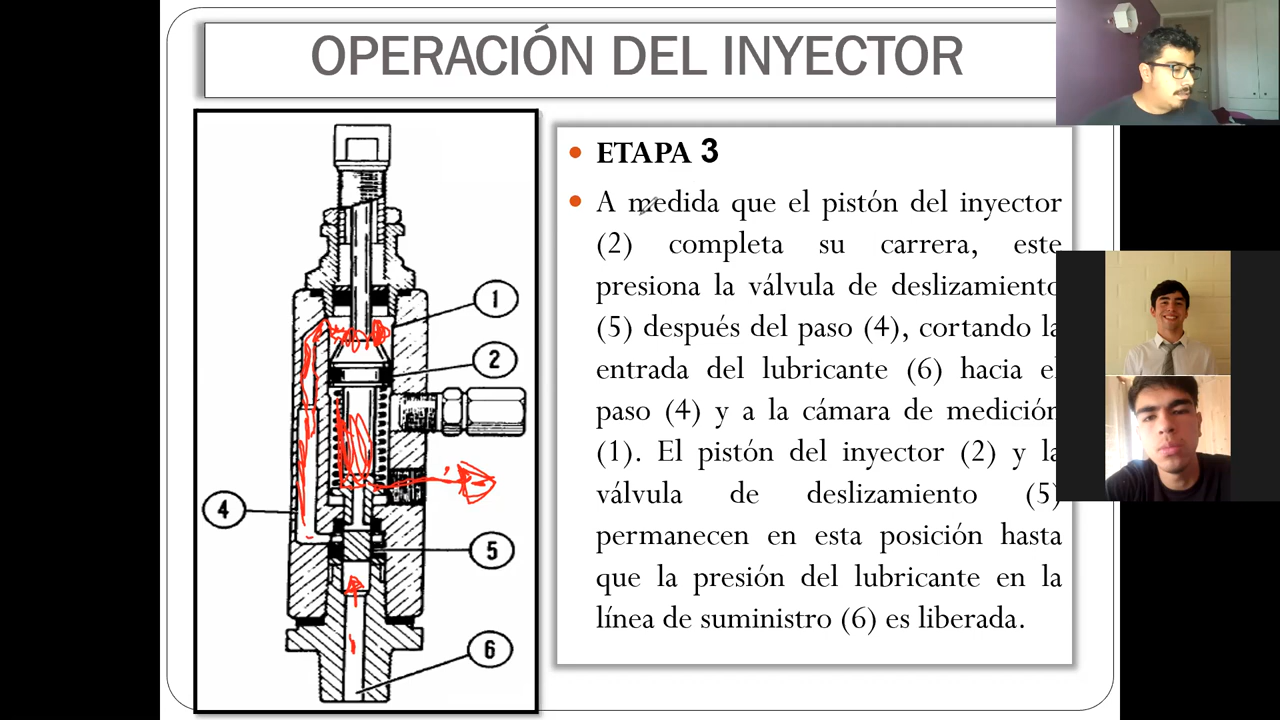 OPERACIÓN DEL INYECTOR
ETAPA 3
A medida que el pistón del inyector
(2) completa su carrera, este
presiona la válvula de deslizamiento
(5) después del paso (4), cortando la
entrada del lubricante (6) hacia el
paso (4) y a la cámara de medición
(1). El pistón del inyector (2) y la
válvula de deslizamiento (5)
permanecen en esta posición hasta
que la presión del lubricante en la
línea de suministro (6) es liberada.
1
2
4
5
6